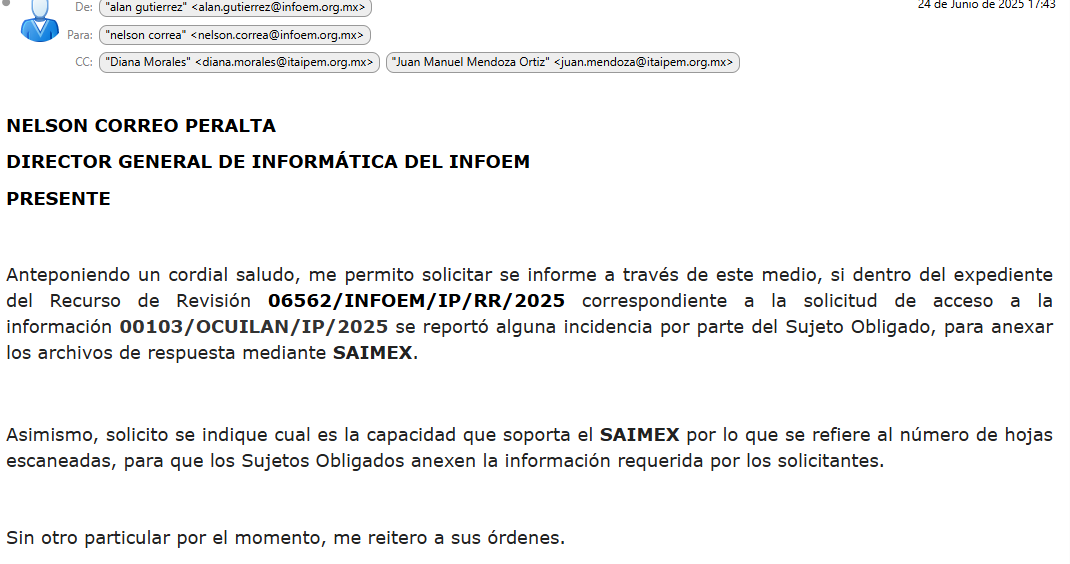 De: "alan gutierrez" <alan.gutierrez@infoem.org.mx>
24 de Junio de 2025 17:43
Para: "nelson correa" <nelson.correa@infoem.org.mx>
CC: "Diana Morales" <diana.morales@itaipem.org.mx> "Juan Manuel Mendoza Ortiz" <juan.mendoza@itaipem.org.mx>
NELSON CORREO PERALTA
DIRECTOR GENERAL DE INFORMÁTICA DEL INFOEM
PRESENTE
Anteponiendo un cordial saludo, me permito solicitar se informe a través de este medio, si dentro del expediente
del Recurso de Revisión 06562/INFOEM/IP/RR/2025 correspondiente a la solicitud de acceso a la
información 00103/OCUILAN/IP/2025 se reportó alguna incidencia por parte del Sujeto Obligado, para anexar
los archivos de respuesta mediante SAIMEX.
Asimismo, solicito se indique cual es la capacidad que soporta el SAIMEX por lo que se refiere al número de hojas
escaneadas, para que los Sujetos Obligados anexen la información requerida por los solicitantes.
Sin otro particular por el momento, me reitero a sus órdenes.